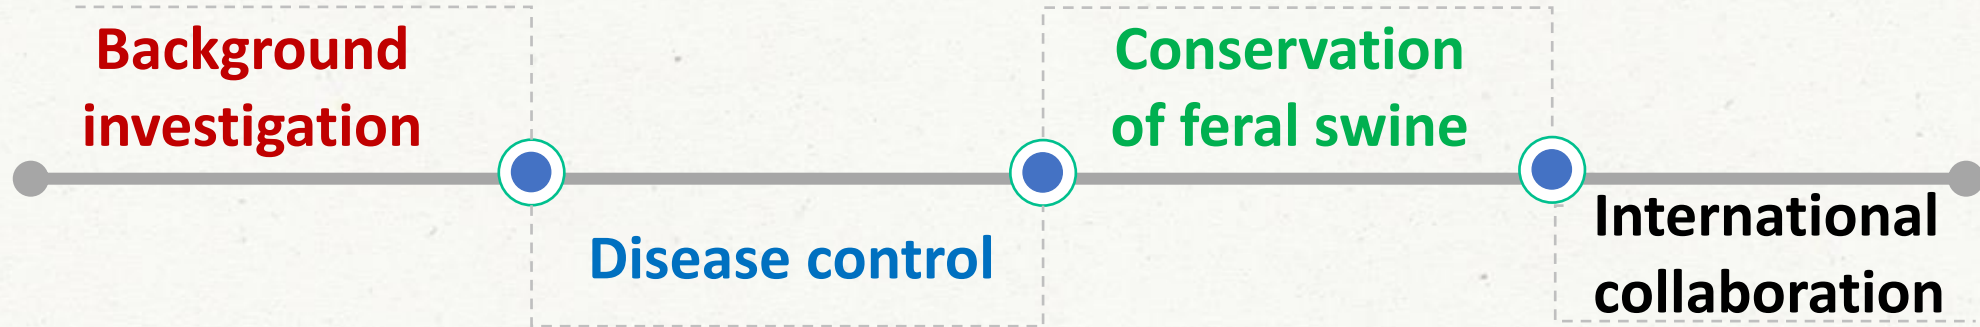 Background
investigation
Disease control
Conservation
of feral swine
International
collaboration